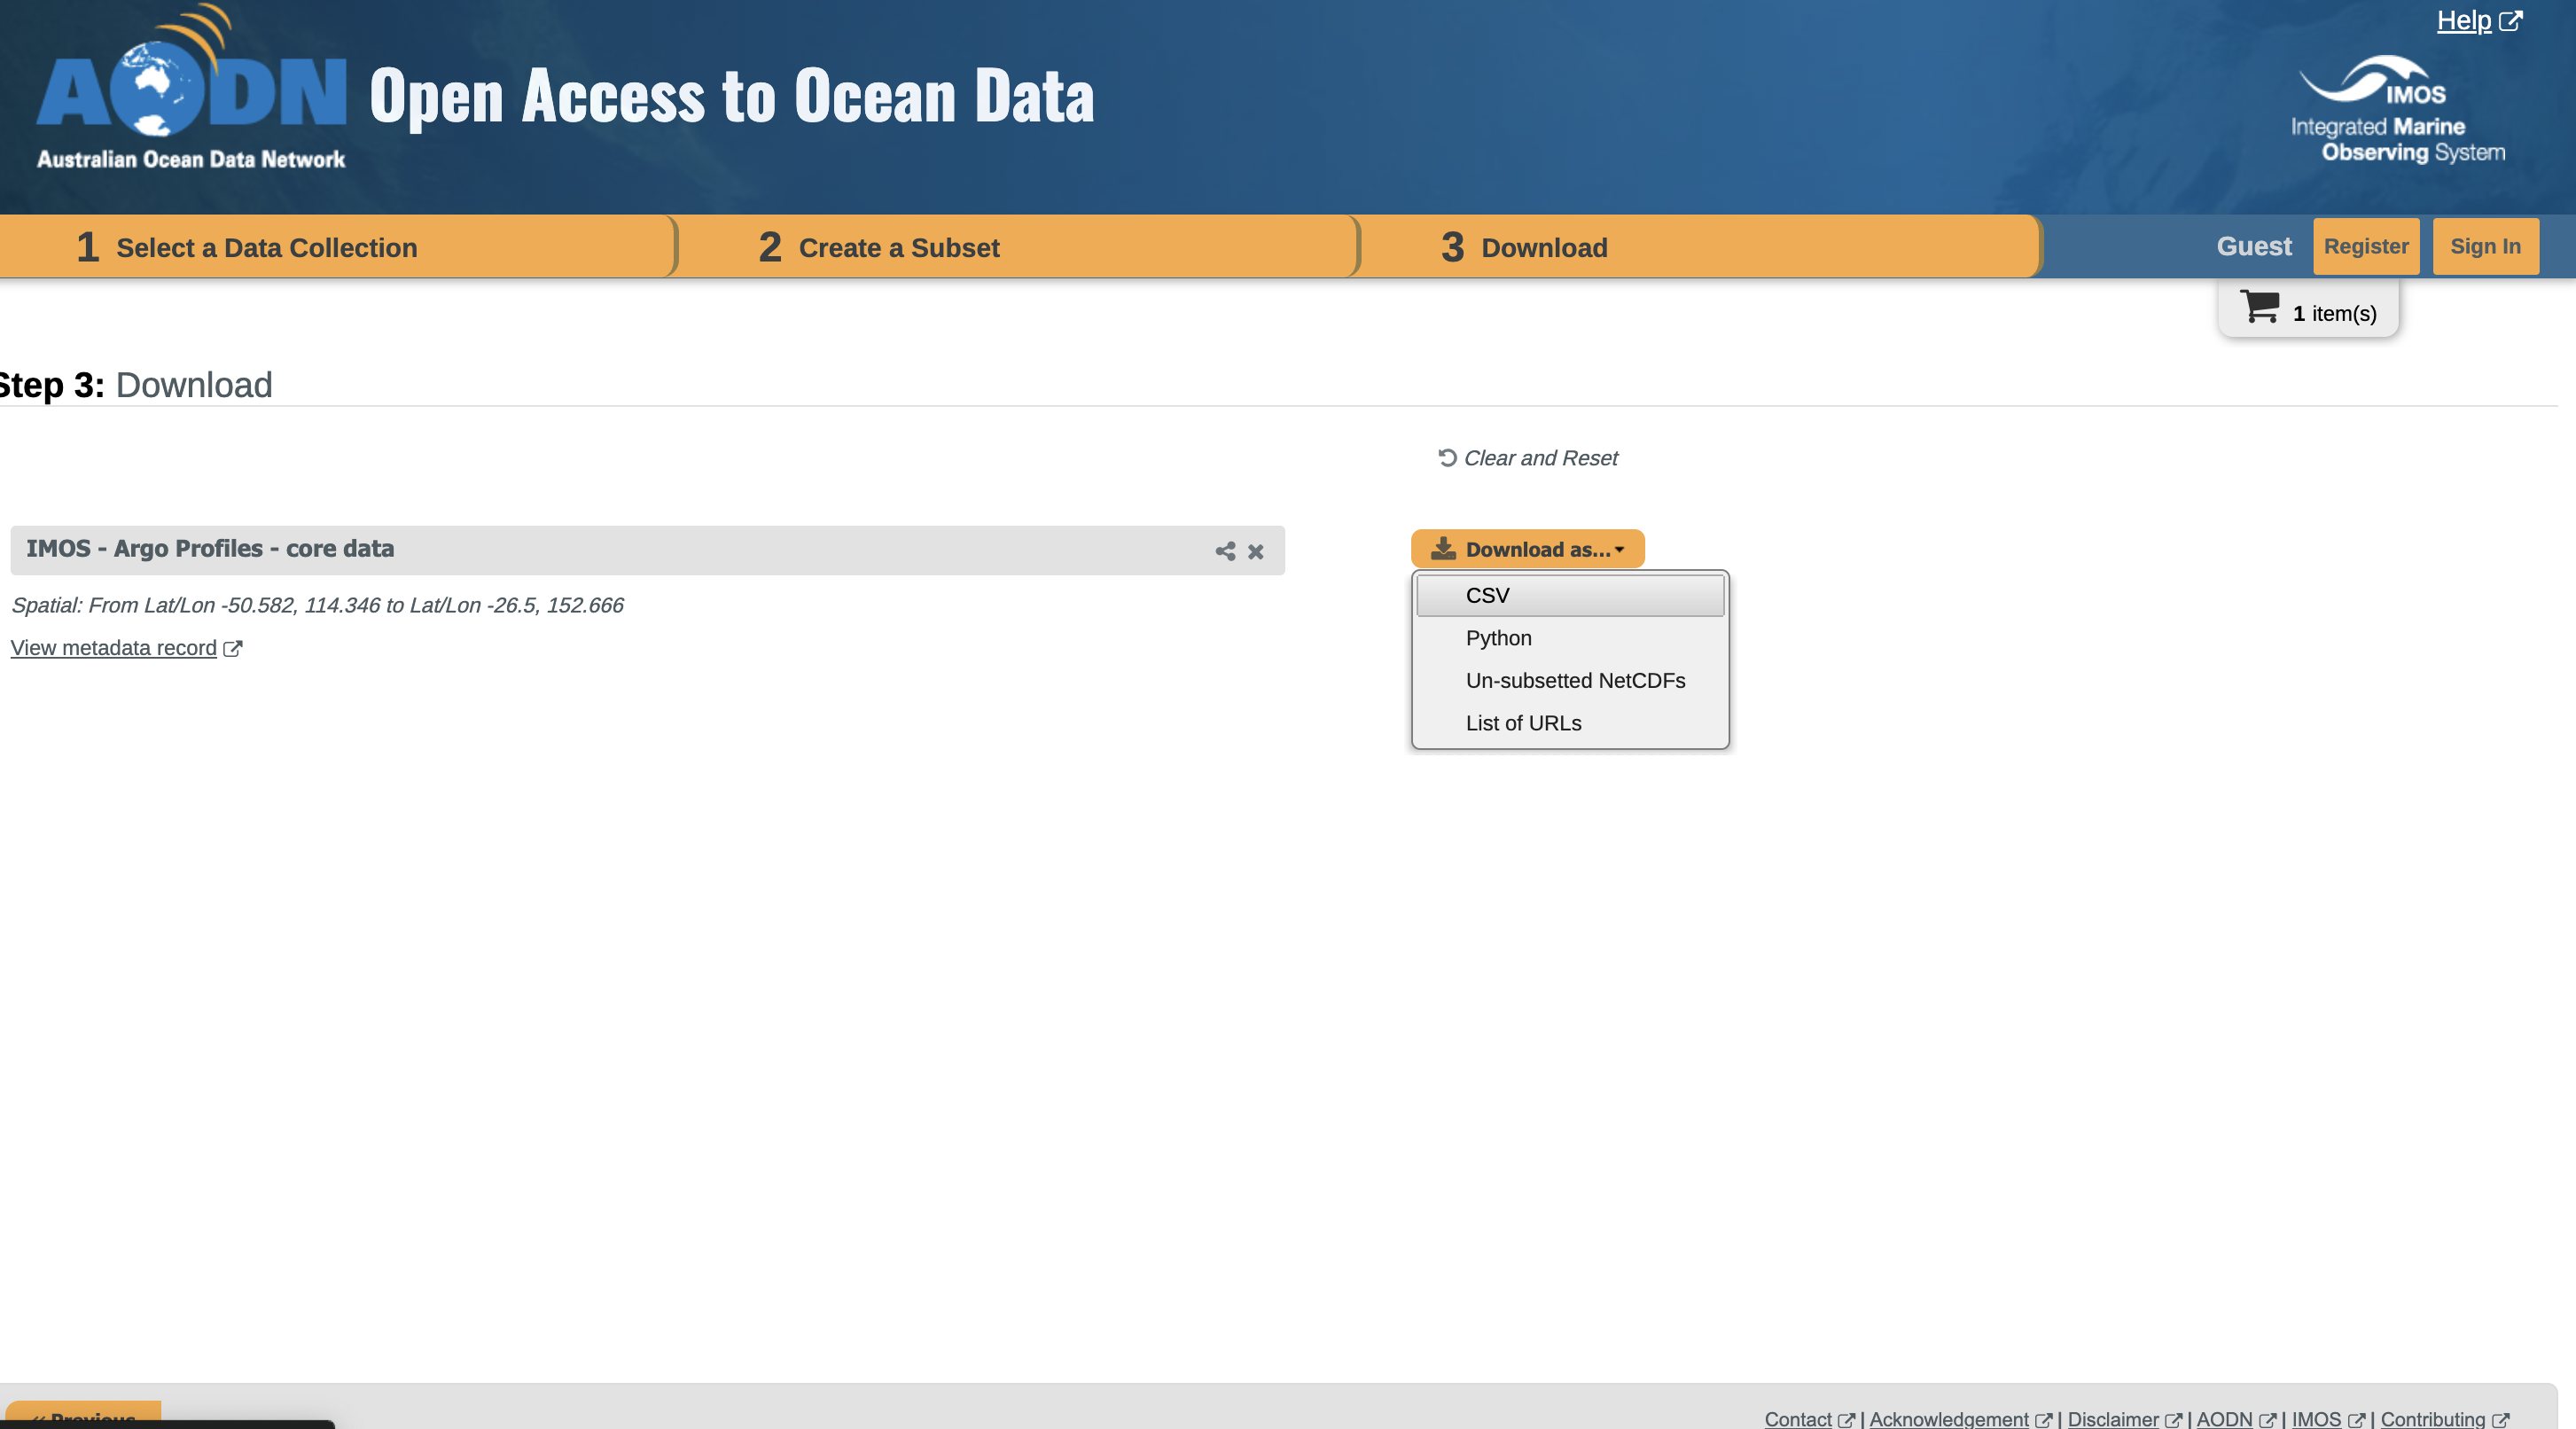 Help
AODN
Australian Ocean Data Network
Open Access to Ocean Data
IMOS
Integrated Marine
Observing System
1 Select a Data Collection
2 Create a Subset
3 Download
Guest
Register
Sign In
1 item(s)
Step 3: Download
Clear and Reset
IMOS - Argo Profiles - core data
Download as...
Spatial: From Lat/Lon -50.582, 114.346 to Lat/Lon -26.5, 152.666
View metadata record
CSV
Python
Un-subsetted NetCDFs
List of URLs
« Previous
Contact | Acknowledgement | Disclaimer | AODN | IMOS | Contributing